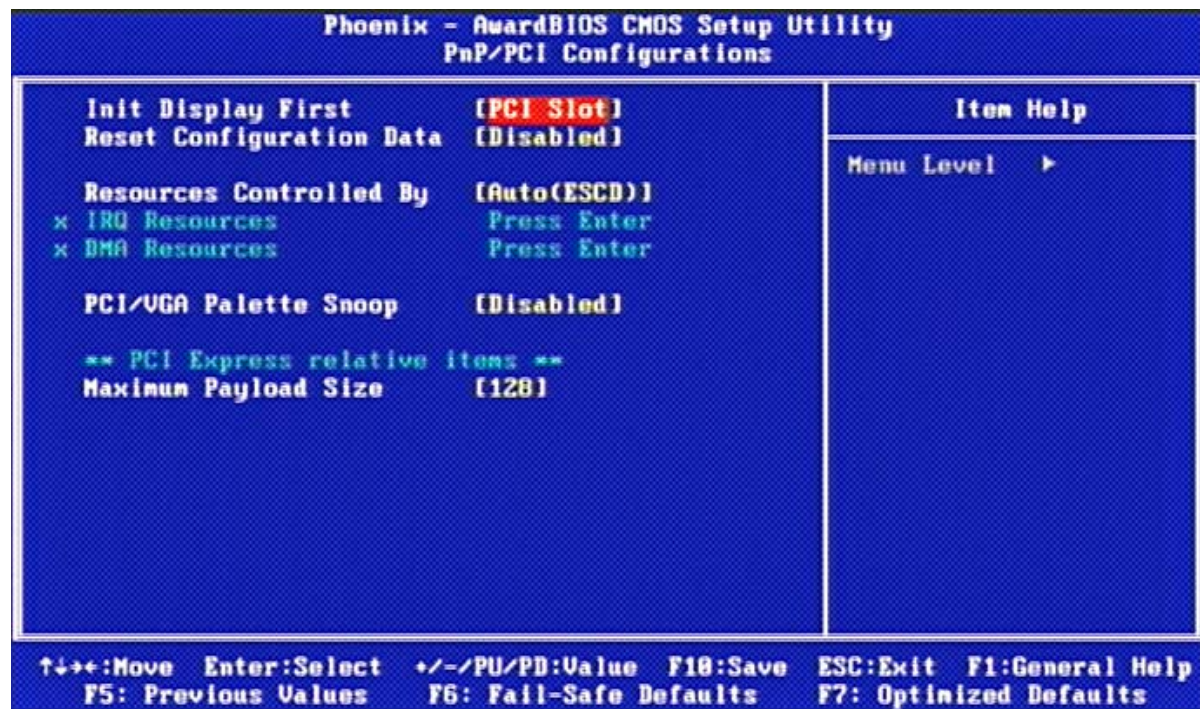 Phoenix - AwardBIOS CMOS Setup Utility
PnP/PCI Configurations
Init Display First [PCI Slot]
Reset Configuration Data [Disabled]
Resources Controlled By [Auto(ESCD)]
x IRQ Resources Press Enter
x DMA Resources Press Enter
PCI/VGA Palette Snoop [Disabled]
** PCI Express relative items **
Maximum Payload Size [128]
Item Help
Menu Level ►
↑↓→←:Move Enter:Select +/-/PU/PD:Value F10:Save ESC:Exit F1:General Help
F5: Previous Values F6: Fail-Safe Defaults F7: Optimized Defaults